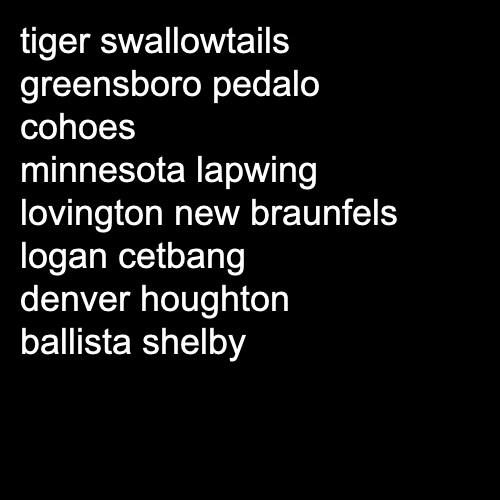 tiger swallowtails
greensboro pedalo
cohoes
minnesota lapwing
lovington new braunfels
logan cetbang
denver houghton
ballista shelby